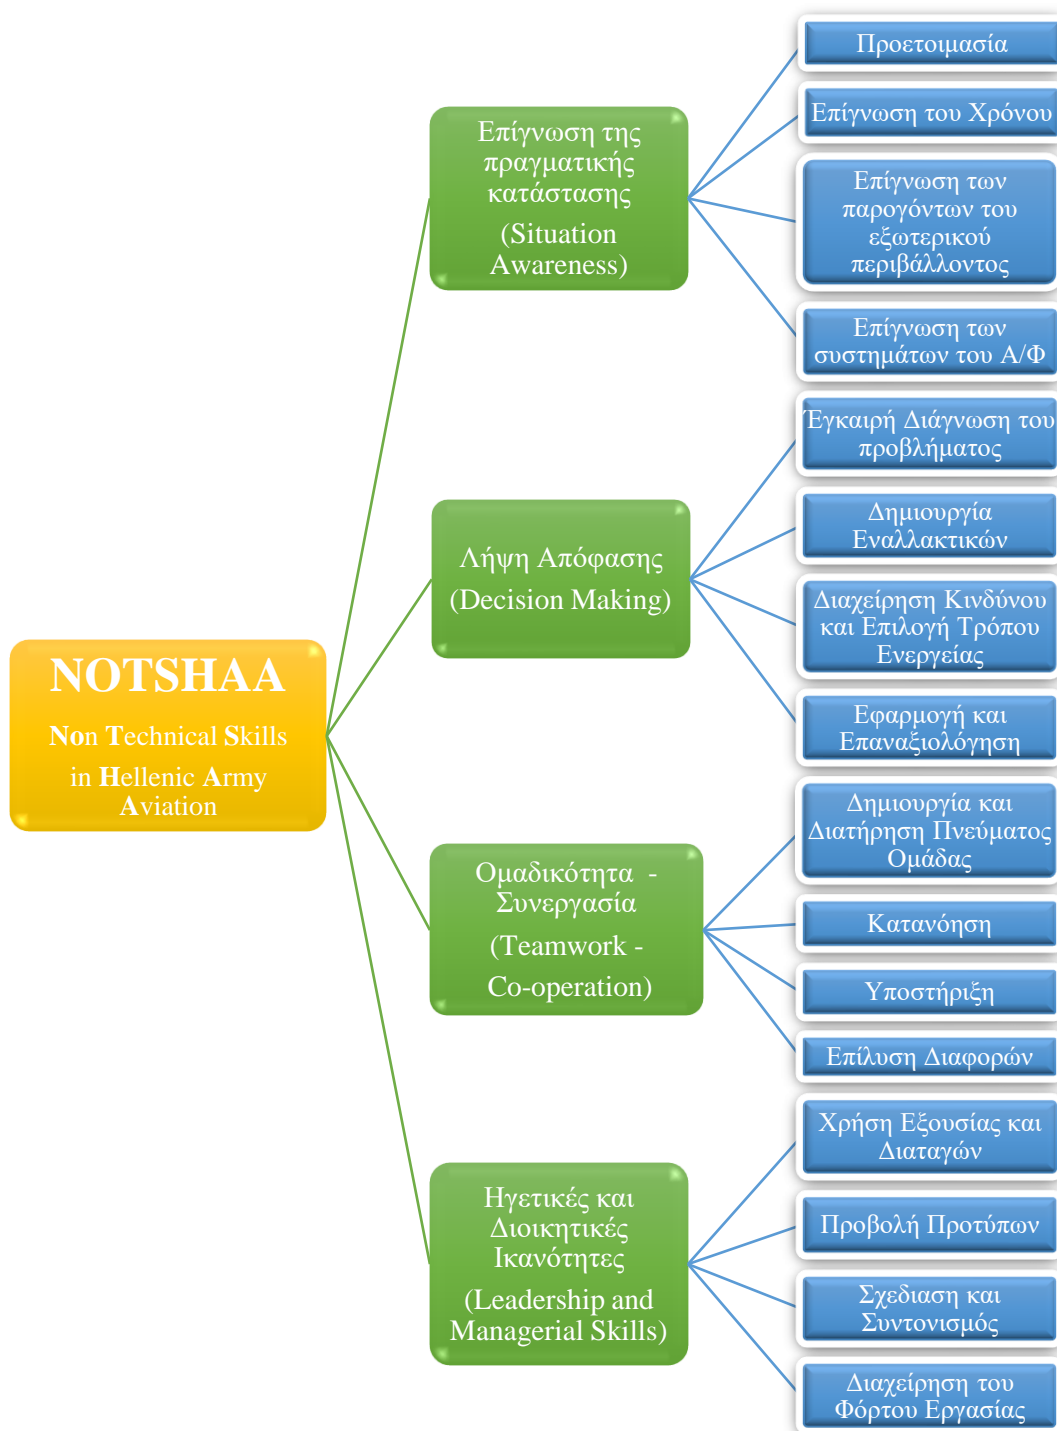 NOTSHAA
Non Technical Skills
in Hellenic Army
Aviation
Επίγνωση της
πραγματικής
κατάστασης
(Situation
Awareness)
Προετοιμασία
Επίγνωση του Χρόνου
Επίγνωση των
παρογόντων του
εξωτερικού
περιβάλλοντος
Επίγνωση των
συστημάτων του Α/Φ
Λήψη Απόφασης
(Decision Making)
Έγκαιρή Διάγνωση του
προβλήματος
Δημιουργία
Εναλλακτικών
Διαχείρηση Κινδύνου
και Επιλογή Τρόπου
Ενεργείας
Εφαρμογή και
Επαναξιολόγηση
Ομαδικότητα -
Συνεργασία
(Teamwork -
Co-operation)
Δημιουργία και
Διατήρηση Πνεύματος
Ομάδας
Κατανόηση
Υποστήριξη
Επίλυση Διαφορών
Ηγετικές και
Διοικητικές
Ικανότητες
(Leadership and
Managerial Skills)
Χρήση Εξουσίας και
Διαταγών
Προβολή Προτύπων
Σχεδιαση και
Συντονισμός
Διαχείρηση του
Φόρτου Εργασίας